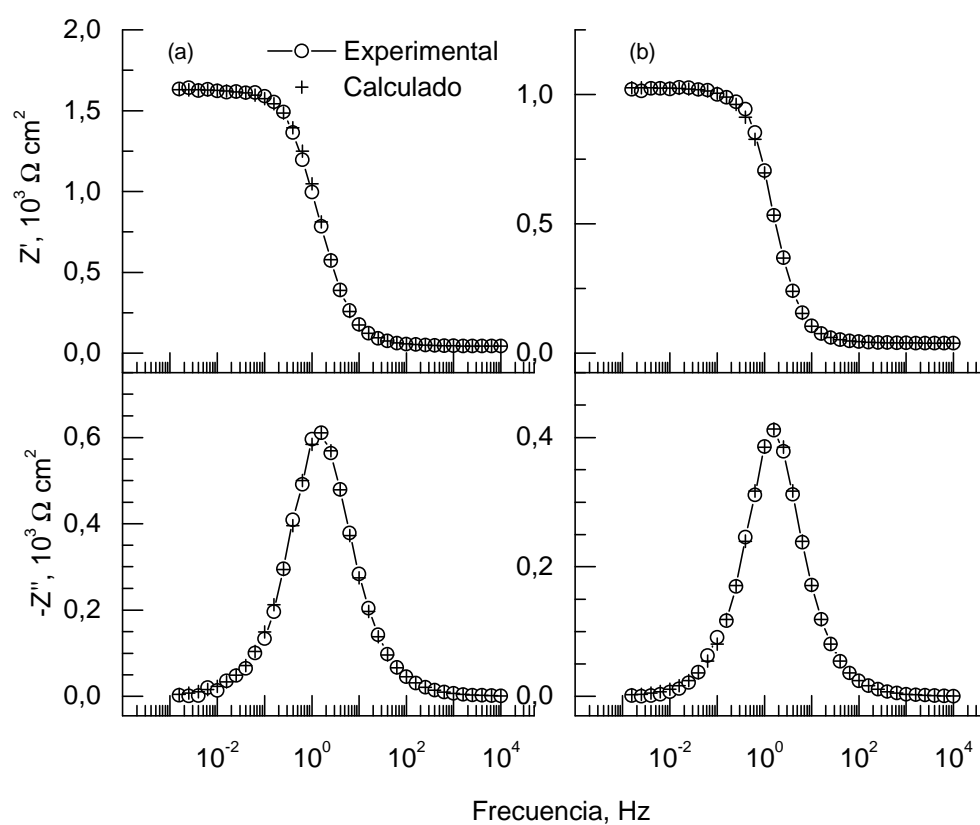 (a)
Experimental
Calculado
(b)
2,0
1,5
1,0
0,5
0,0
Z', 10³ Ω cm²
1,0
0,5
0,0
0,6
0,4
0,2
0,0
-Z'', 10³ Ω cm²
0,4
0,2
0,0
10⁻² 10⁰ 10² 10⁴
10⁻² 10⁰ 10² 10⁴
Frecuencia, Hz